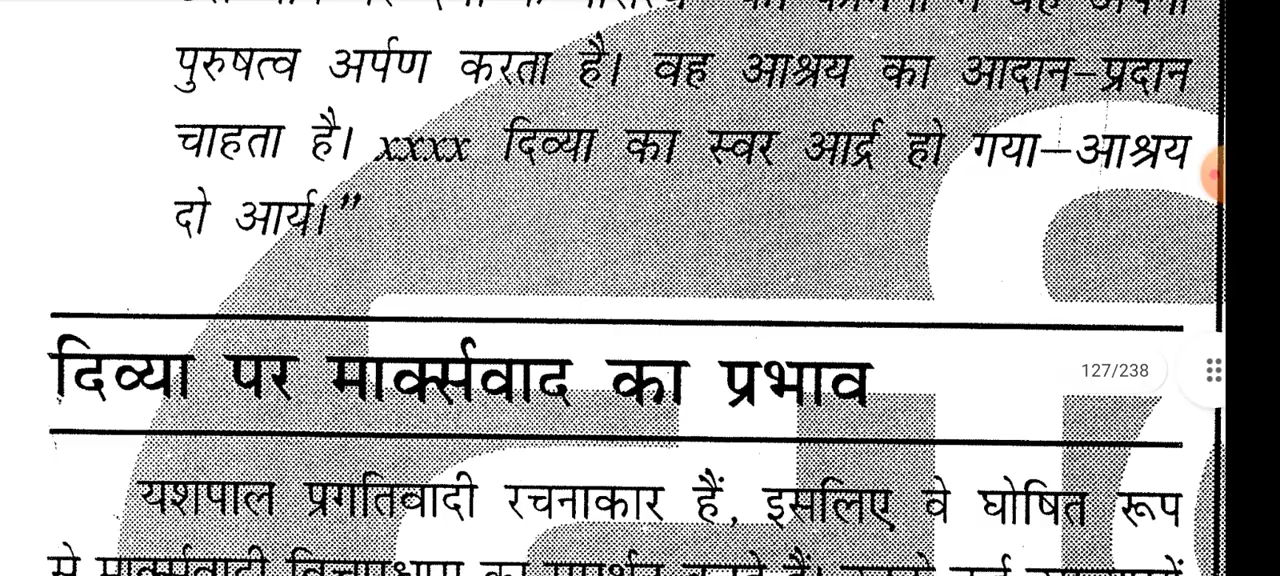 पुरुषत्व अर्पण करता है। वह आश्रय का आदान–प्रदान
चाहता है। xxxx दिव्या का स्वर आर्द्र हो गया–आश्रय
दो आर्य।”
दिव्या पर मार्क्सवाद का प्रभाव
127/238
यशपाल प्रगतिवादी रचनाकार हैं, इसलिए वे घोषित रूप